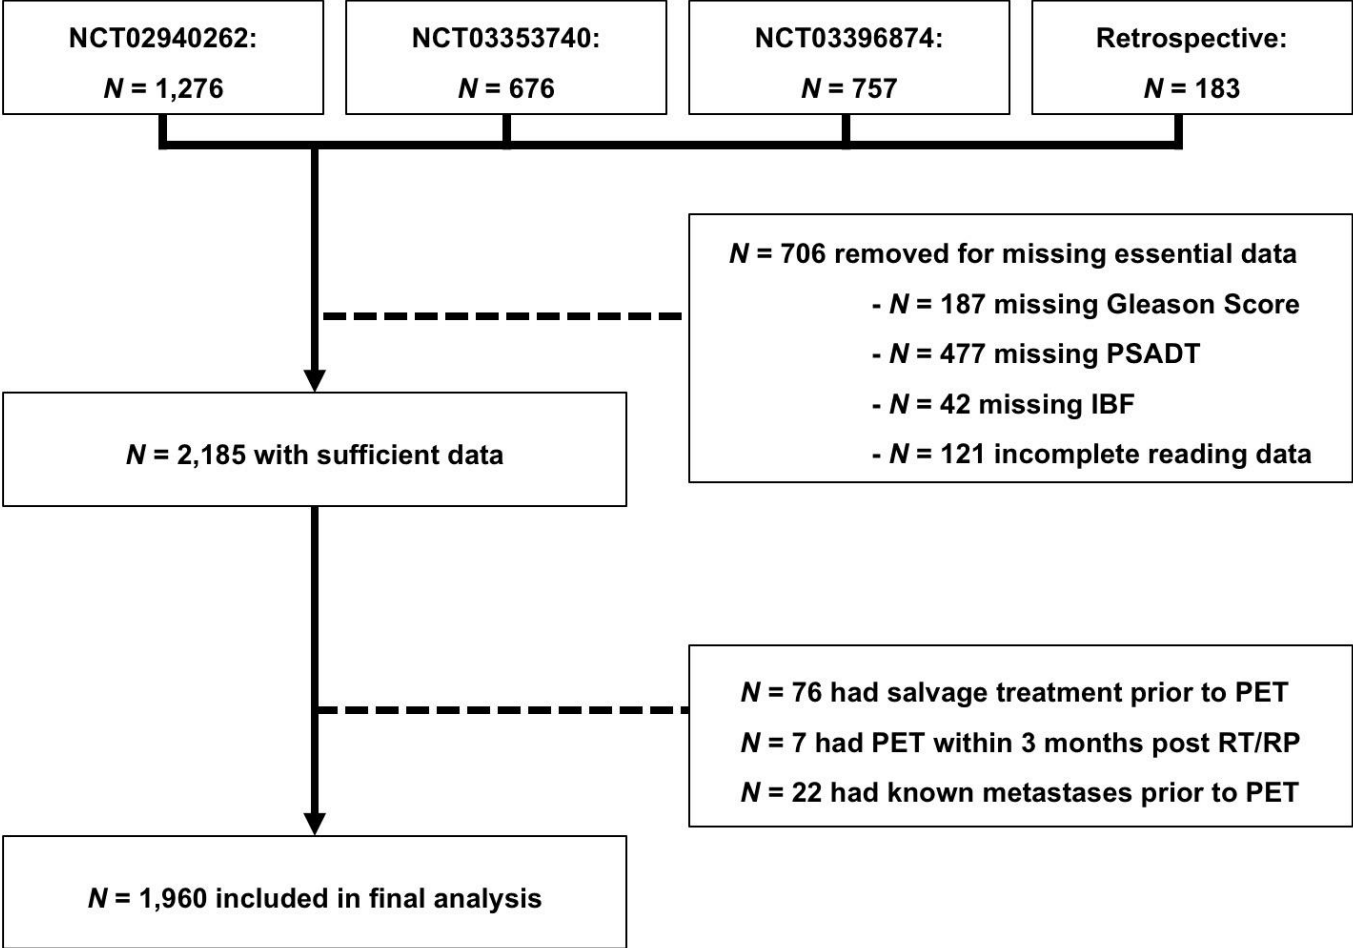 NCT02940262:
N = 1,276
NCT03353740:
N = 676
NCT03396874:
N = 757
Retrospective:
N = 183
N = 706 removed for missing essential data
- N = 187 missing Gleason Score
- N = 477 missing PSADT
- N = 42 missing IBF
- N = 121 incomplete reading data
N = 2,185 with sufficient data
N = 76 had salvage treatment prior to PET
N = 7 had PET within 3 months post RT/RP
N = 22 had known metastases prior to PET
N = 1,960 included in final analysis